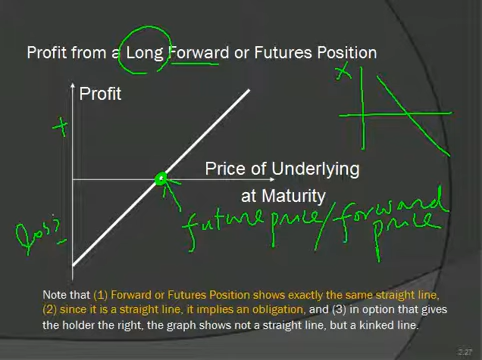 Profit from a Long Forward or Futures Position
Profit
+
Price of Underlying
at Maturity
future price/forward
price
Note that (1) Forward or Futures Position shows exactly the same straight line,
(2) since it is a straight line, it implies an obligation, and (3) in option that gives
the holder the right, the graph shows not a straight line, but a kinked line.
2.27